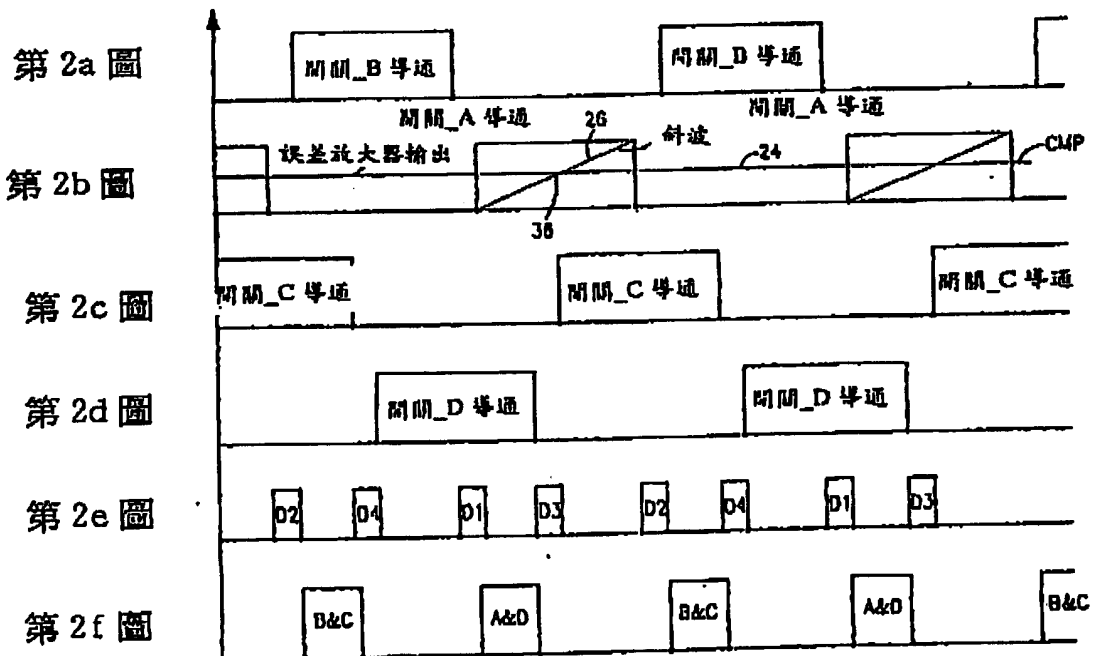 第 2a 圖
開關_B 導通
開關_D 導通
開關_A 導通
開關_A 導通
第 2b 圖
誤差放大器輸出
26
斜波
24
CMP
36
第 2c 圖
開關_C 導通
開關_C 導通
開關_C 導通
第 2d 圖
開關_D 導通
開關_D 導通
第 2e 圖
D2
D4
D1
D3
D2
D4
D1
D3
第 2f 圖
B&C
A&D
B&C
A&D
B&C